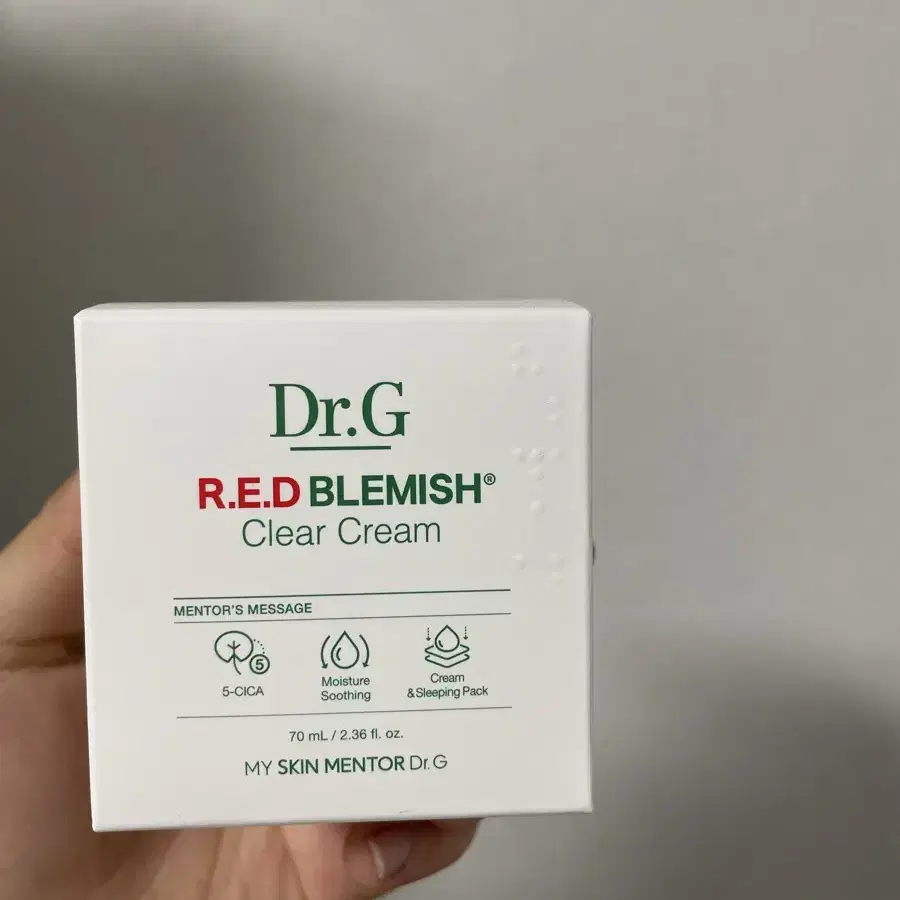 Dr.G
R.E.D BLEMISH®
Clear Cream
MENTOR'S MESSAGE
5
5-CICA
Moisture
Soothing
Cream
& Sleeping Pack
70 mL / 2.36 fl. oz.
MY SKIN MENTOR Dr.G